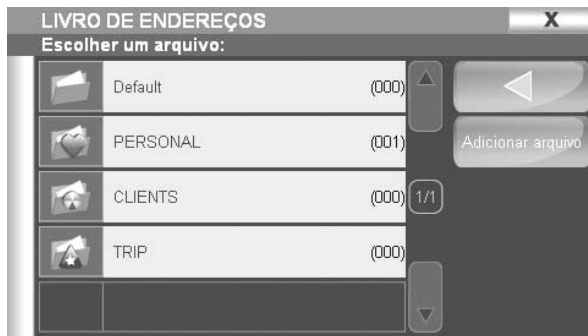 LIVRO DE ENDEREÇOS X
Escolher um arquivo:
Default (000)
PERSONAL (001) Adicionar arquivo
CLIENTS (000) 1/1
TRIP (000)